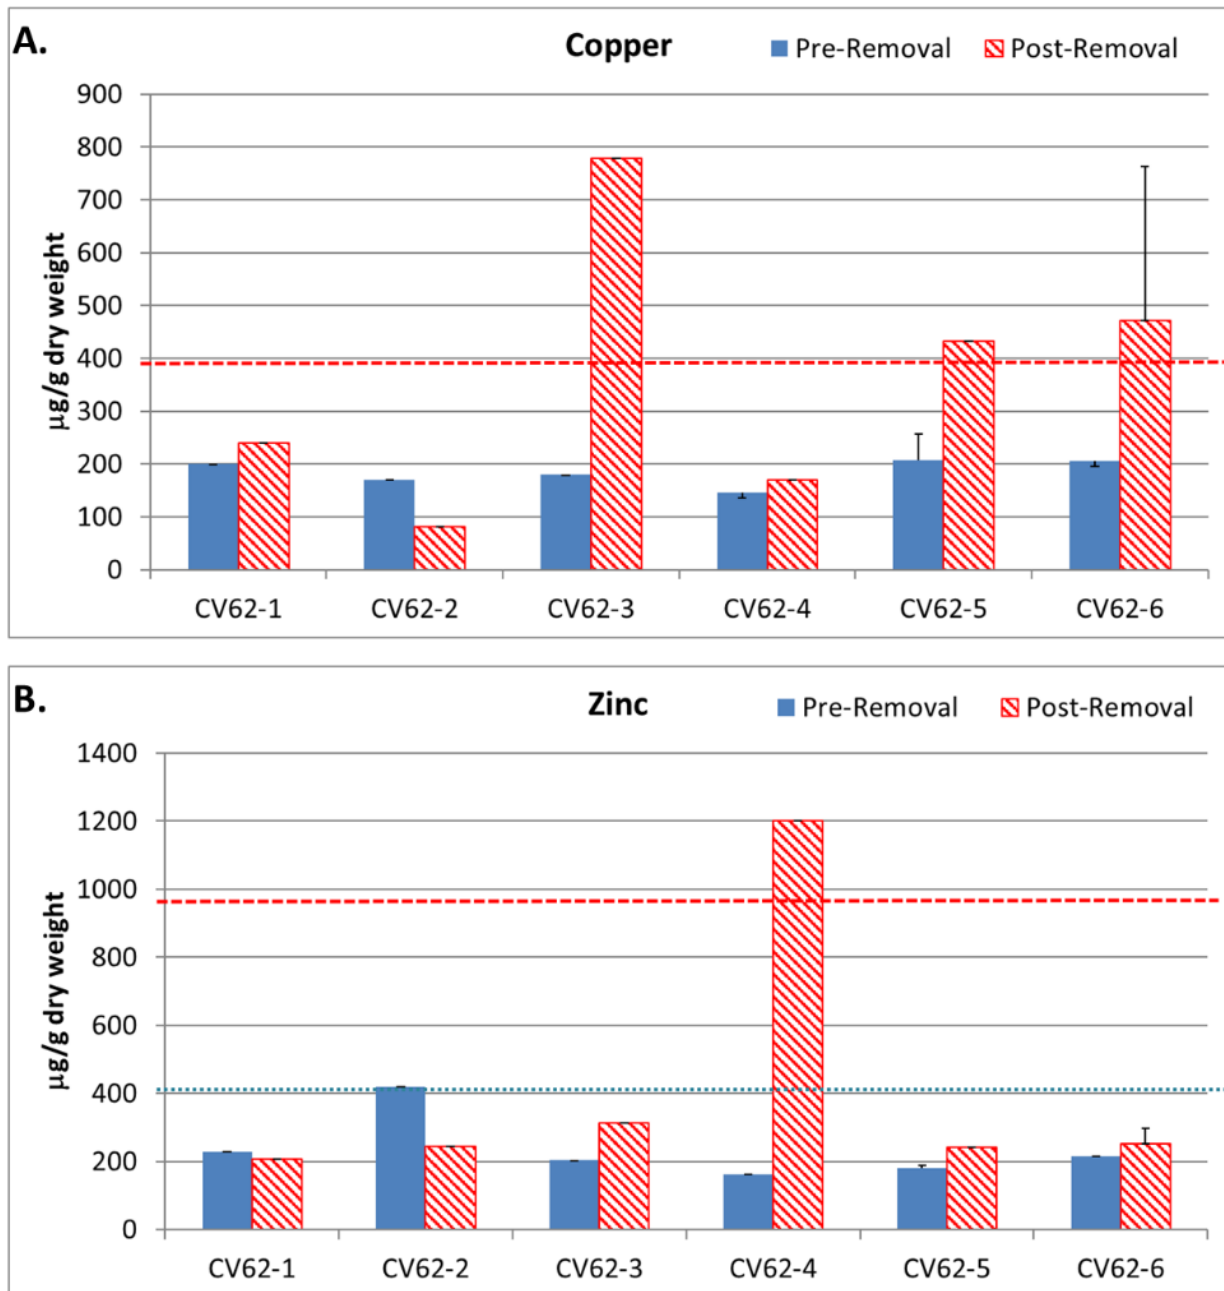 A.
Copper
Pre-Removal
Post-Removal
µg/g dry weight
900
800
700
600
500
400
300
200
100
0
CV62-1 CV62-2 CV62-3 CV62-4 CV62-5 CV62-6
B.
Zinc
Pre-Removal
Post-Removal
µg/g dry weight
1400
1200
1000
800
600
400
200
0
CV62-1 CV62-2 CV62-3 CV62-4 CV62-5 CV62-6